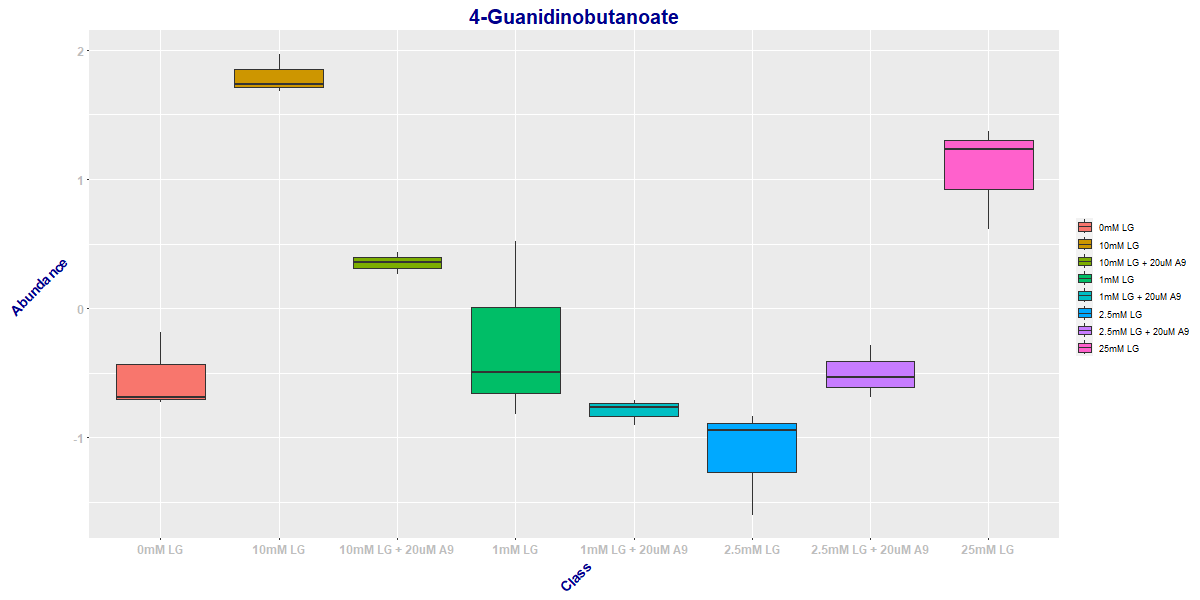 4-Guanidinobutanoate
2
1
0
-1
Abundance
0mM LG
10mM LG
10mM LG + 20uM A9
1mM LG
1mM LG + 20uM A9
2.5mM LG
2.5mM LG + 20uM A9
25mM LG
Class
0mM LG
10mM LG
10mM LG + 20uM A9
1mM LG
1mM LG + 20uM A9
2.5mM LG
2.5mM LG + 20uM A9
25mM LG